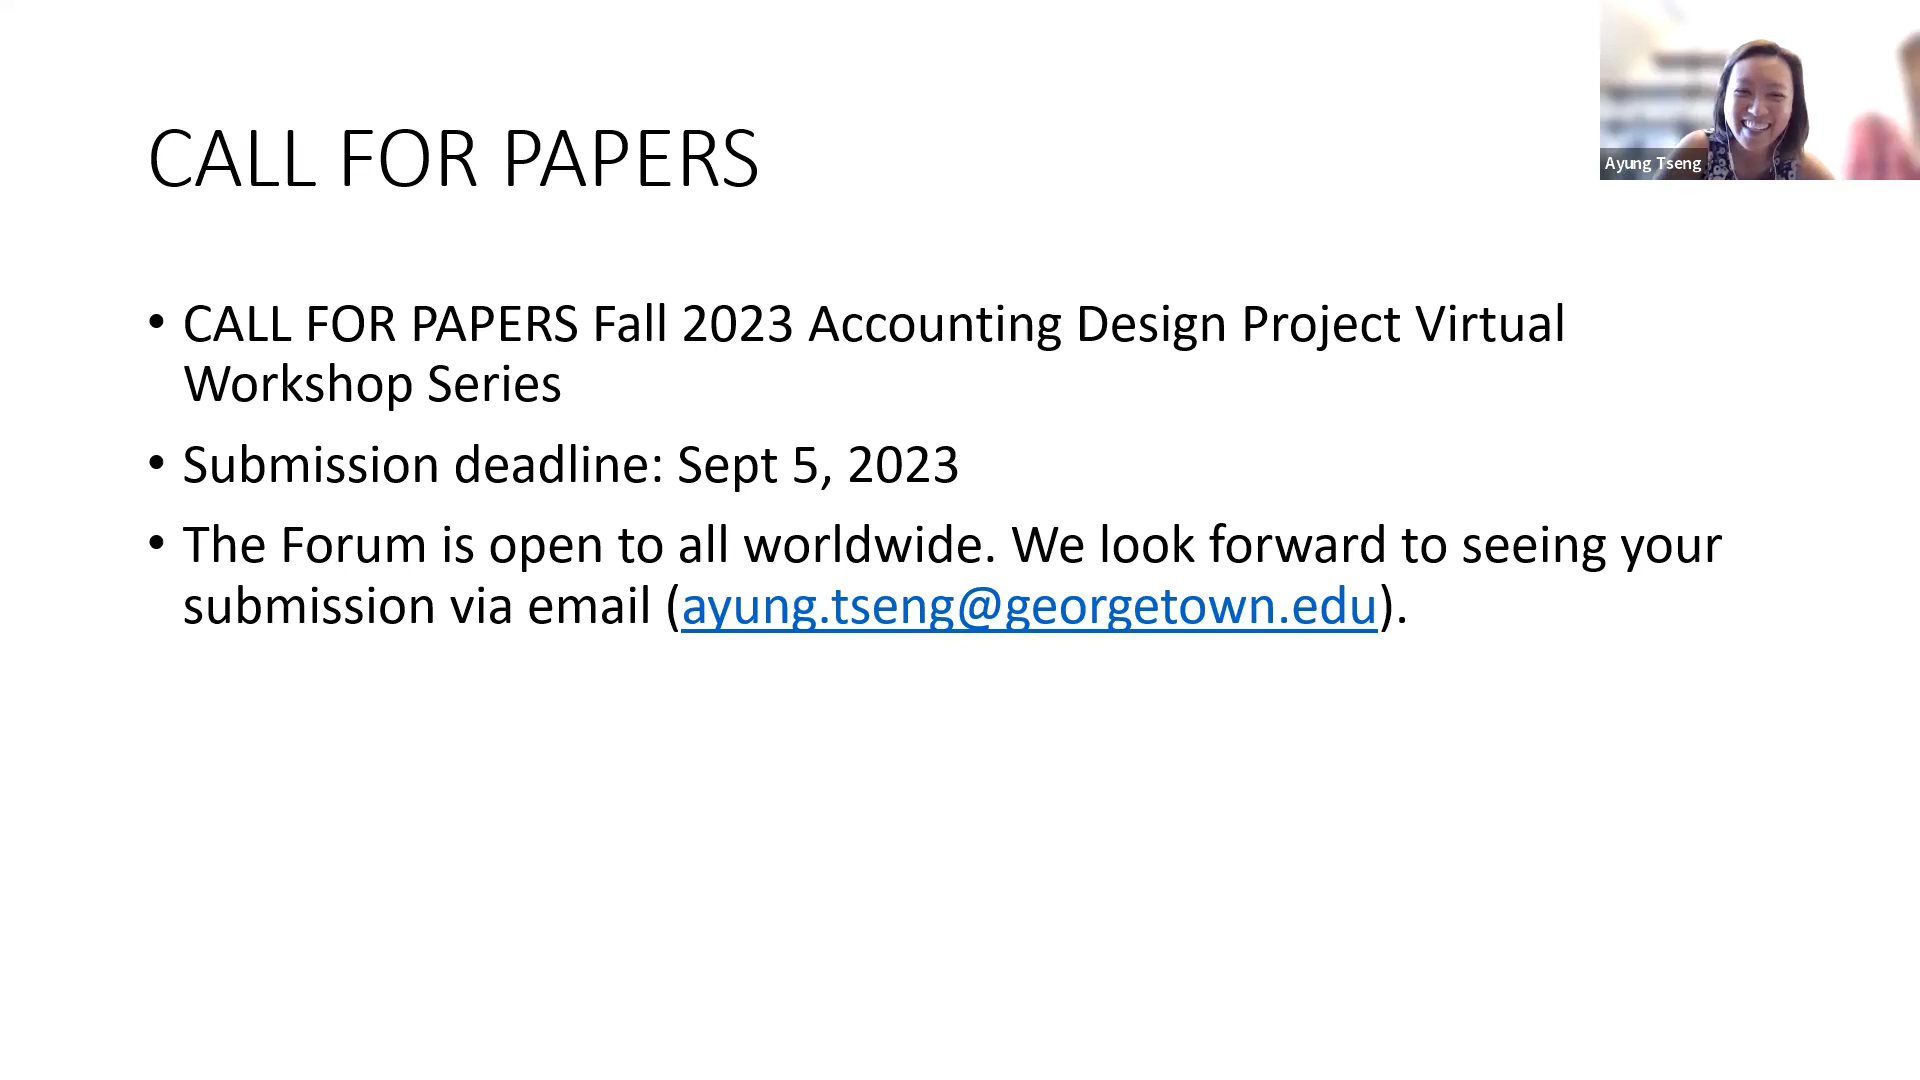 Ayung Tseng
CALL FOR PAPERS
• CALL FOR PAPERS Fall 2023 Accounting Design Project Virtual
Workshop Series
• Submission deadline: Sept 5, 2023
• The Forum is open to all worldwide. We look forward to seeing your
submission via email (ayung.tseng@georgetown.edu).